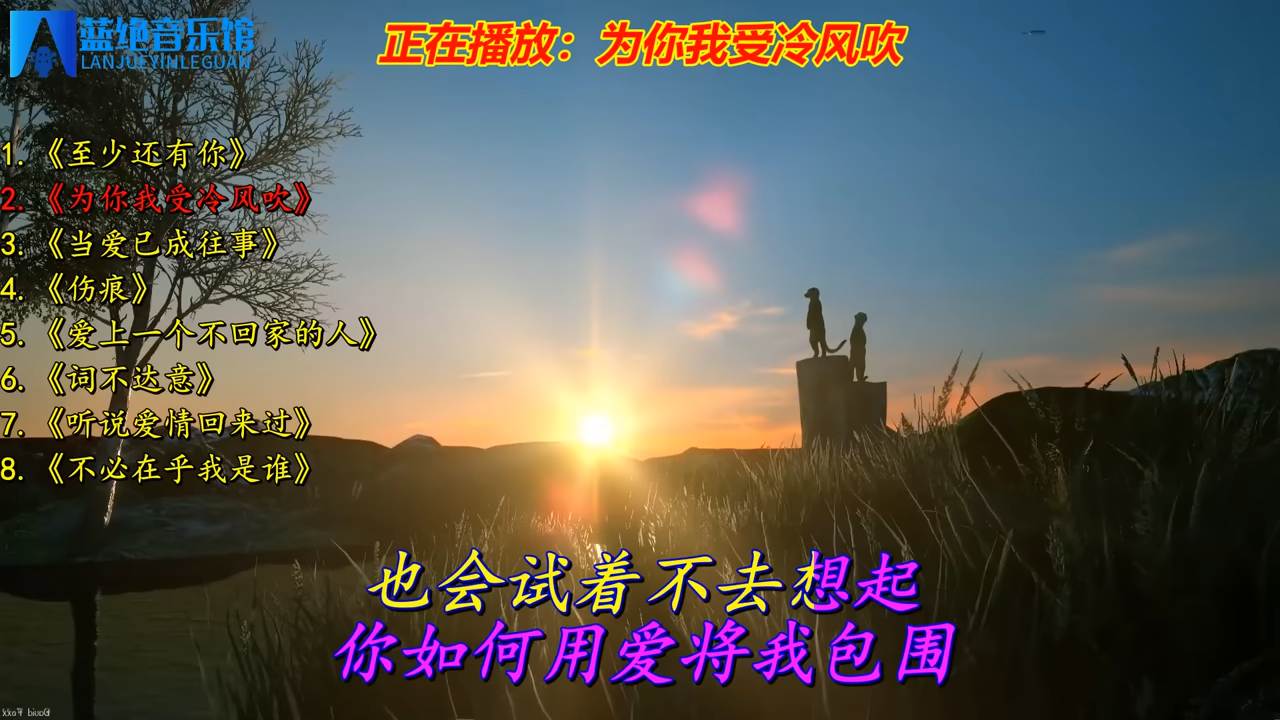 蓝绝音乐馆
LANJUEYINLEGUAN
正在播放：为你我受冷风吹
1.《至少还有你》
2.《为你我受冷风吹》
3.《当爱已成往事》
4.《伤痕》
5.《爱上一个不回家的人》
6.《词不达意》
7.《听说爱情回来过》
8.《不必在乎我是谁》
也会试着不去想起
你如何用爱将我包围